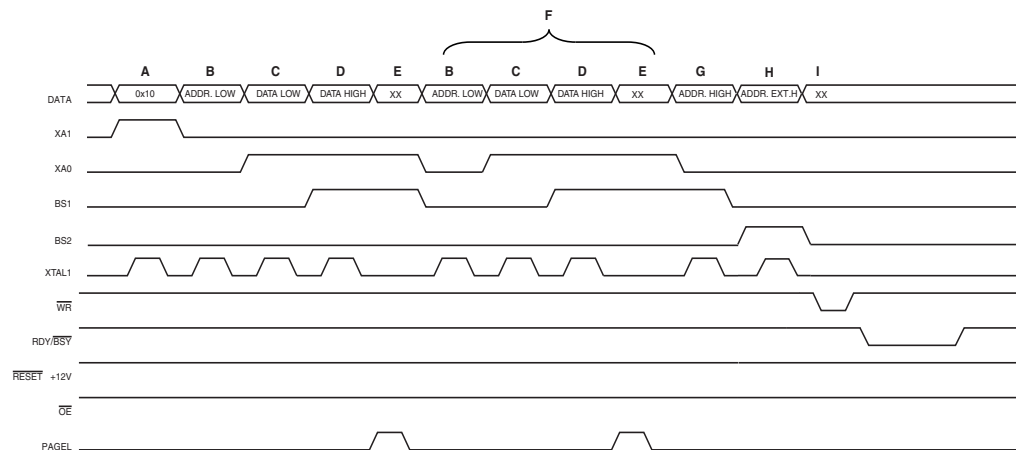 F
A B C D E B C D E G H I
DATA 0x10 ADDR. LOW DATA LOW DATA HIGH XX ADDR. LOW DATA LOW DATA HIGH XX ADDR. HIGH ADDR. EXT.H XX
XA1
XA0
BS1
BS2
XTAL1
WR
RDY/BSY
RESET +12V
OE
PAGEL